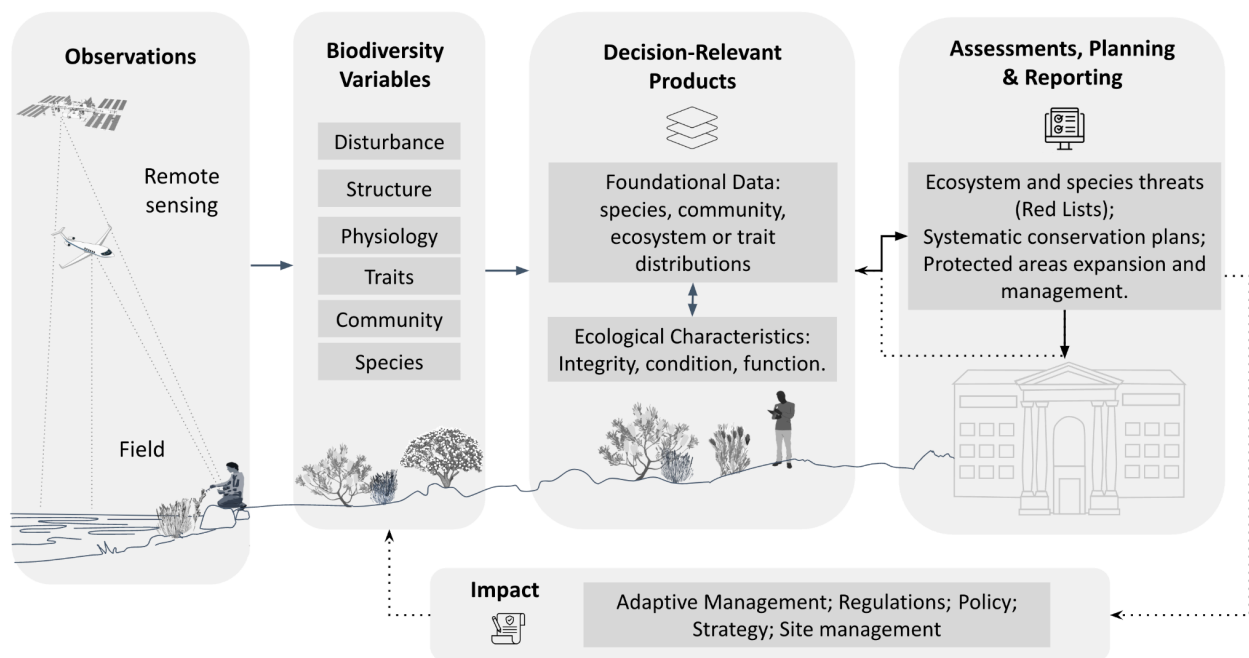 Observations
Remote
sensing
Field
Biodiversity
Variables
Disturbance
Structure
Physiology
Traits
Community
Species
Decision-Relevant
Products
Foundational Data:
species, community,
ecosystem or trait
distributions
Ecological Characteristics:
Integrity, condition, function.
Assessments, Planning
& Reporting
Ecosystem and species threats
(Red Lists);
Systematic conservation plans;
Protected areas expansion and
management.
Impact
Adaptive Management; Regulations; Policy;
Strategy; Site management